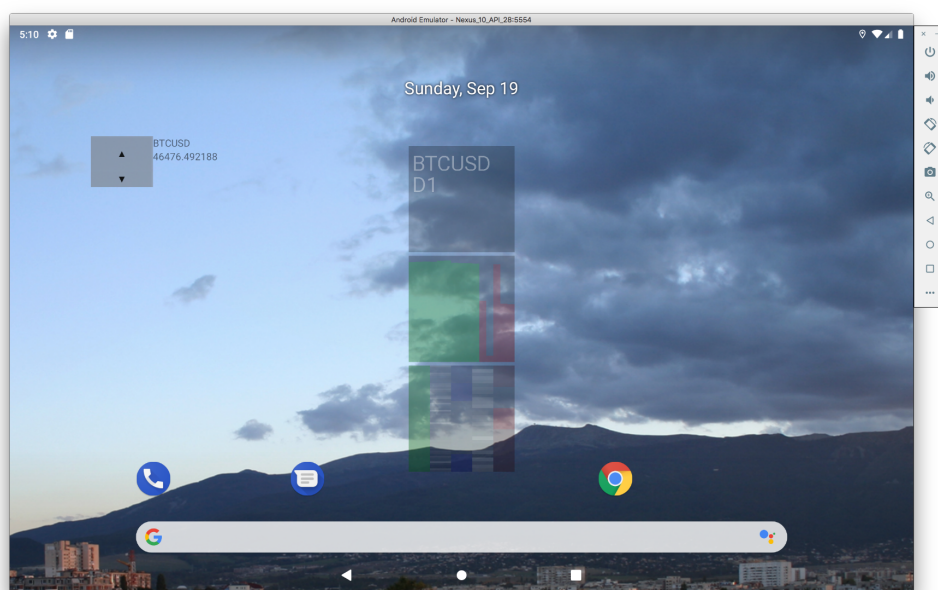 Android Emulator - Nexus_10_API_28:5554
5:10
Sunday, Sep 19
BTCUSD
46476.492188
BTCUSD
D1